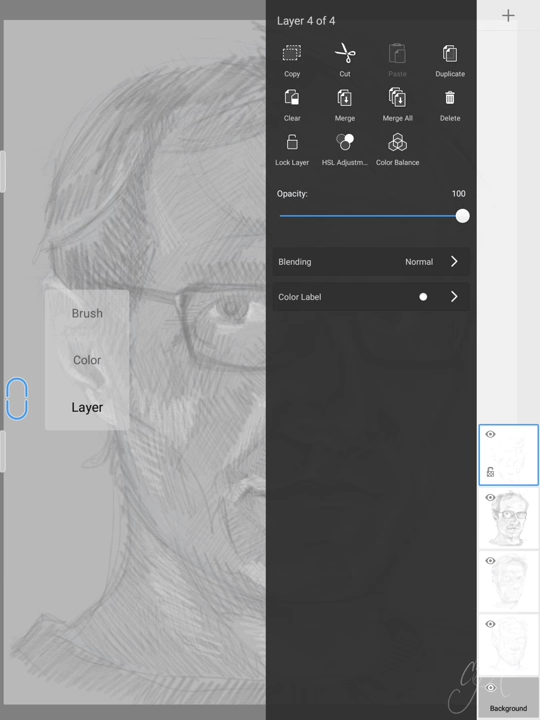 Layer 4 of 4
Copy Cut Paste Duplicate
Clear Merge Merge All Delete
Lock Layer HSL Adjustm... Color Balance
Opacity: 100
Blending Normal
Color Label
Brush
Color
Layer
Background